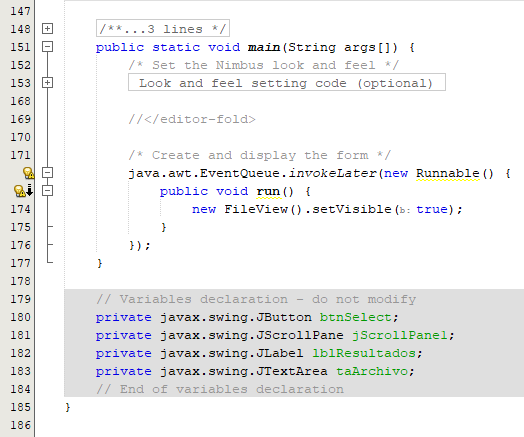 147
148 /**...3 lines */
151 public static void main(String args[]) {
152 /* Set the Nimbus look and feel */
153 Look and feel setting code (optional)
168
169 //</editor-fold>
170
171 /* Create and display the form */
java.awt.EventQueue.invokeLater(new Runnable() {
public void run() {
174 new FileView().setVisible(b: true);
175 }
176 });
177 }
178
179 // Variables declaration - do not modify
180 private javax.swing.JButton btnSelect;
181 private javax.swing.JScrollPane jScrollPane1;
182 private javax.swing.JLabel lblResultados;
183 private javax.swing.JTextArea taArchivo;
184 // End of variables declaration
185 }
186